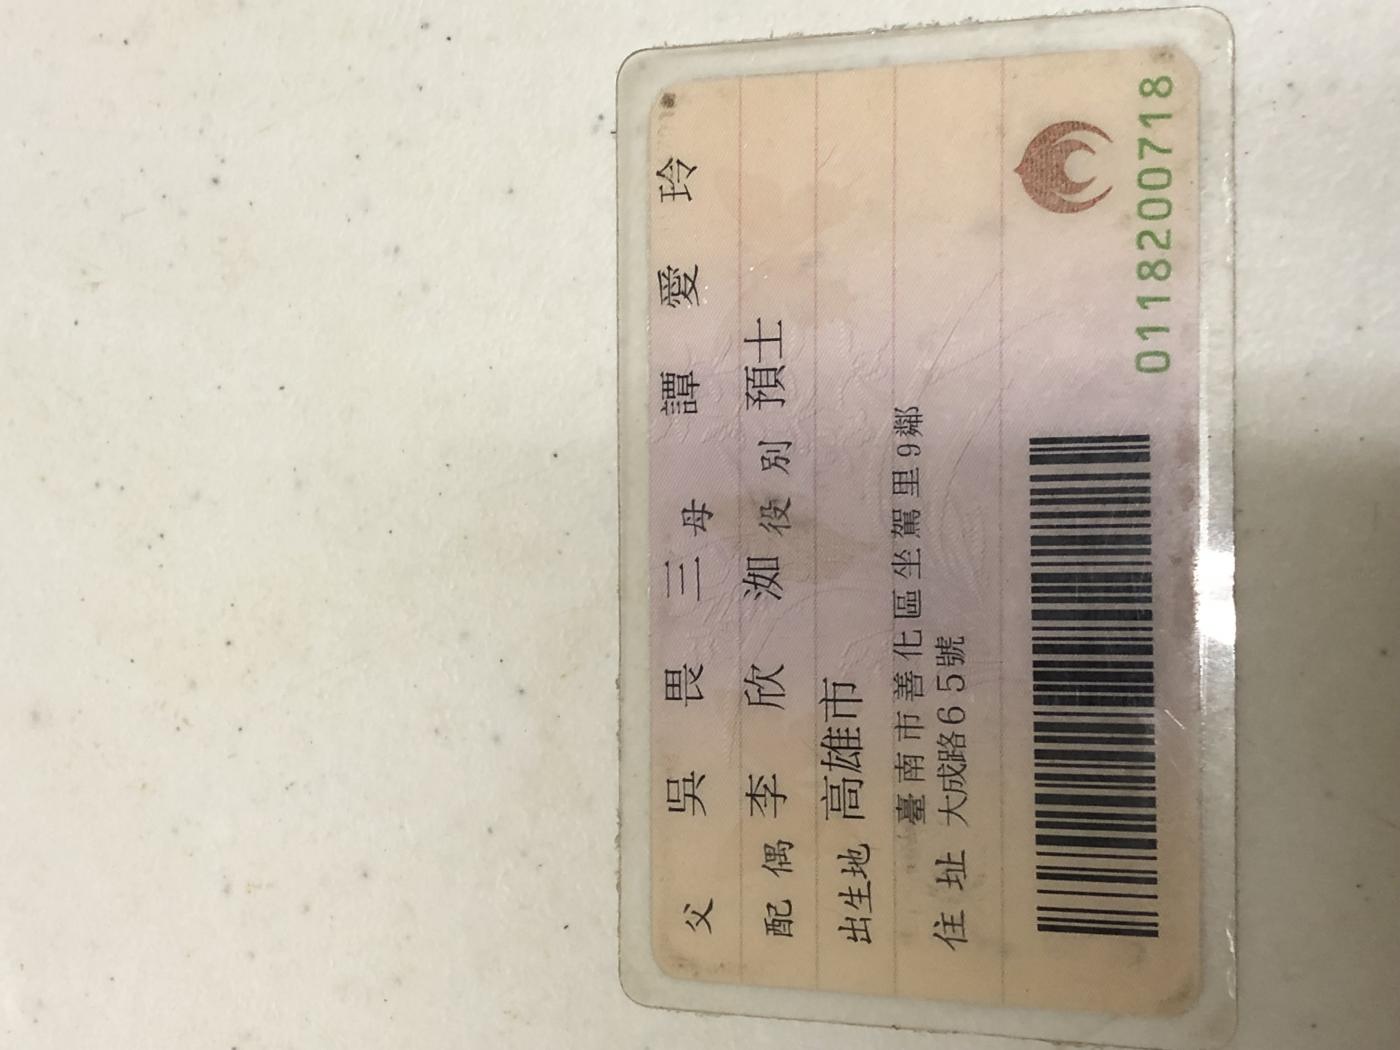 父 吳畏三 母 譚愛玲
配偶 李欣洳 役別 預士
出生地 高雄市
住址 臺南市善化區坐駕里9鄰
大成路65號
0118200718